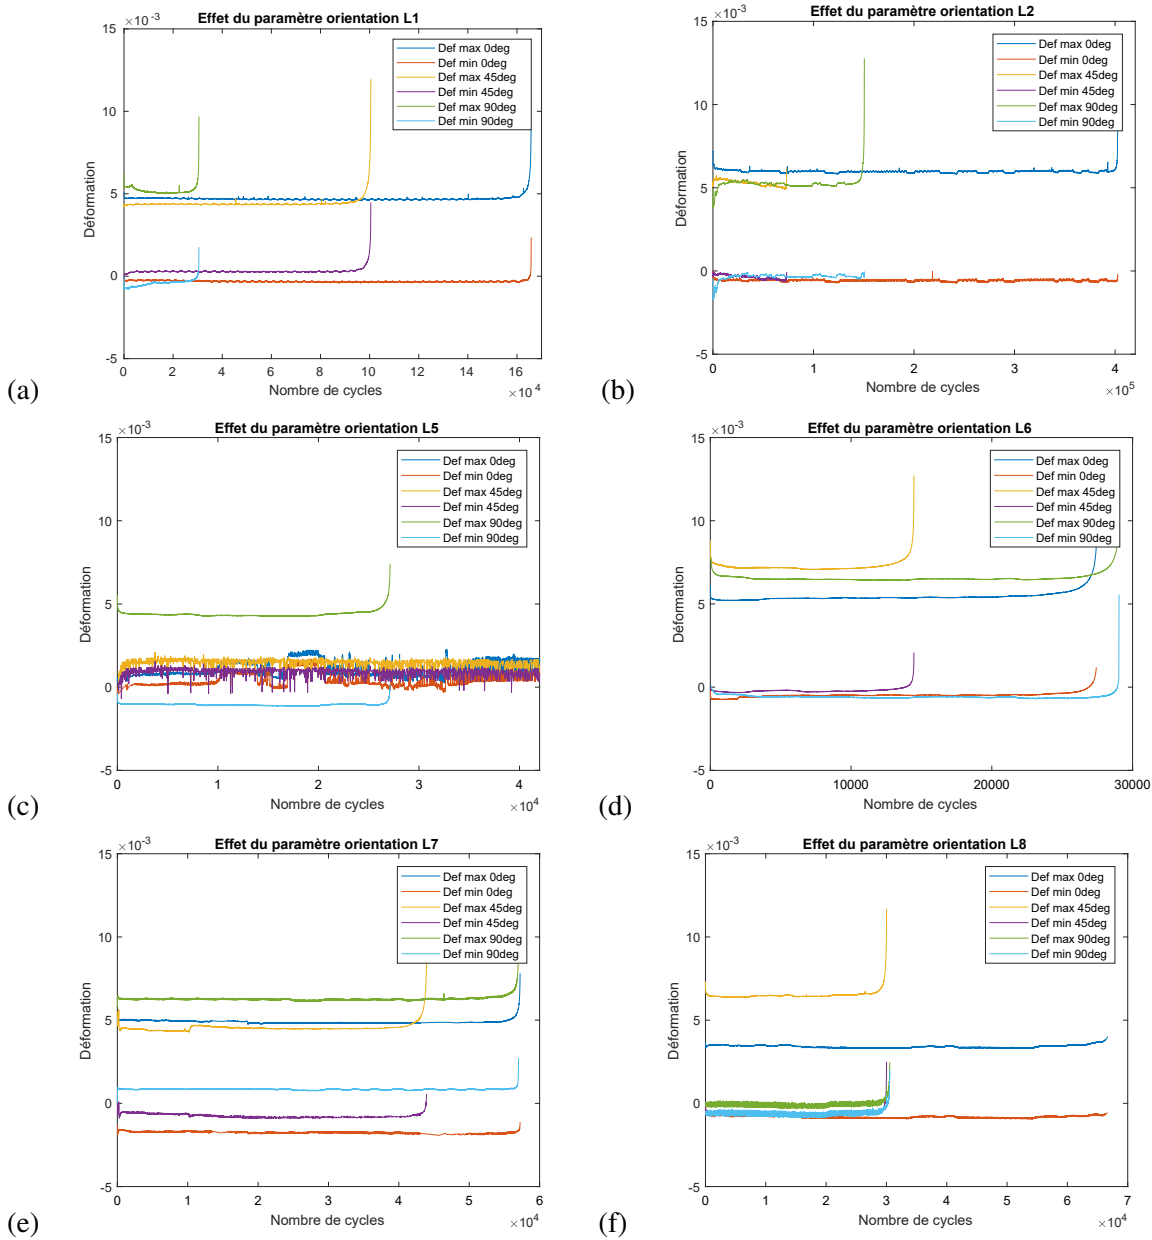 Effet du paramètre orientation L1
×10⁻³
15
10
5
0
-5
Déformation
0 2 4 6 8 10 12 14 16
Nombre de cycles
×10⁴
Def max 0deg
Def min 0deg
Def max 45deg
Def min 45deg
Def max 90deg
Def min 90deg
(a)
Effet du paramètre orientation L2
×10⁻³
15
10
5
0
-5
Déformation
0 1 2 3 4
Nombre de cycles
×10⁵
Def max 0deg
Def min 0deg
Def max 45deg
Def min 45deg
Def max 90deg
Def min 90deg
(b)
Effet du paramètre orientation L5
×10⁻³
15
10
5
0
-5
Déformation
0 1 2 3 4
Nombre de cycles
×10⁴
Def max 0deg
Def min 0deg
Def max 45deg
Def min 45deg
Def max 90deg
Def min 90deg
(c)
Effet du paramètre orientation L6
×10⁻³
15
10
5
0
-5
Déformation
0 10000 20000 30000
Nombre de cycles
Def max 0deg
Def min 0deg
Def max 45deg
Def min 45deg
Def max 90deg
Def min 90deg
(d)
Effet du paramètre orientation L7
×10⁻³
15
10
5
0
-5
Déformation
0 1 2 3 4 5 6
Nombre de cycles
×10⁴
Def max 0deg
Def min 0deg
Def max 45deg
Def min 45deg
Def max 90deg
Def min 90deg
(e)
Effet du paramètre orientation L8
×10⁻³
15
10
5
0
-5
Déformation
0 1 2 3 4 5 6 7
Nombre de cycles
×10⁴
Def max 0deg
Def min 0deg
Def max 45deg
Def min 45deg
Def max 90deg
Def min 90deg
(f)